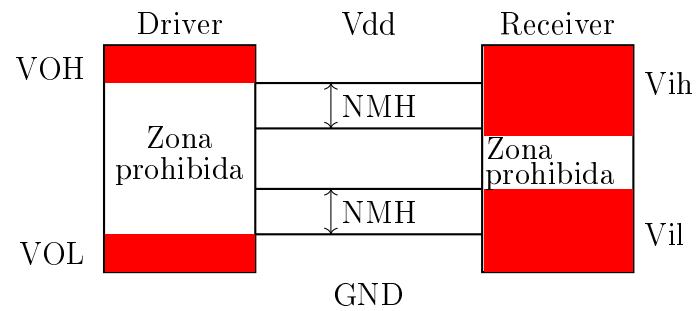 Driver
Vdd
Receiver
VOH
Vih
NMH
Zona
prohibida
Zona
prohibida
NMH
VOL
Vil
GND